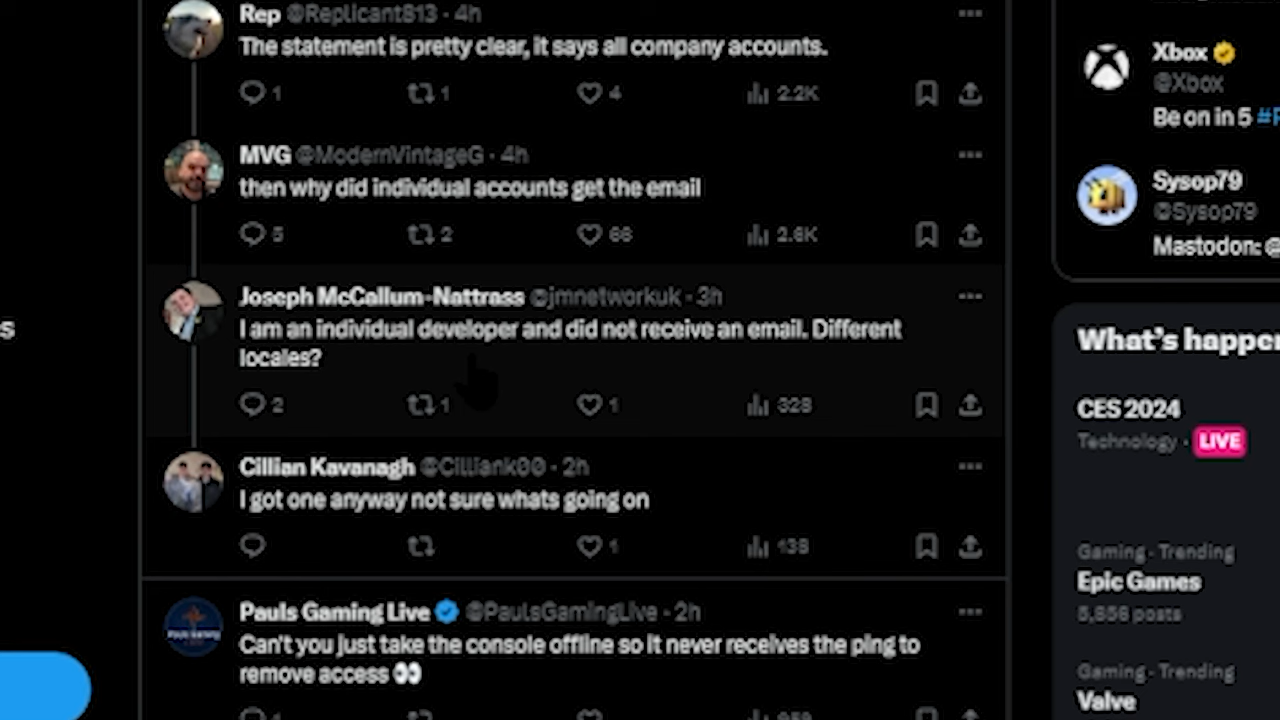 Rep @Replicant813 · 4h
The statement is pretty clear, it says all company accounts.
1 1 4 2.2K
MVG @ModernVintageG · 4h
then why did individual accounts get the email
5 2 66 2.6K
Joseph McCallum-Nattrass @jmnetworkuk · 3h
I am an individual developer and did not receive an email. Different
locales?
2 1 1 328
Cillian Kavanagh @Cilliank00 · 2h
I got one anyway not sure whats going on
1 138
Pauls Gaming Live @PaulsGamingLive · 2h
Can't you just take the console offline so it never receives the ping to
remove access 👀
s
Xbox
@Xbox
Be on in 5 #
Sysop79
@Sysop79
Mastodon: @
What's happen
CES 2024
Technology · LIVE
Gaming · Trending
Epic Games
5,856 posts
Gaming · Trending
Valve